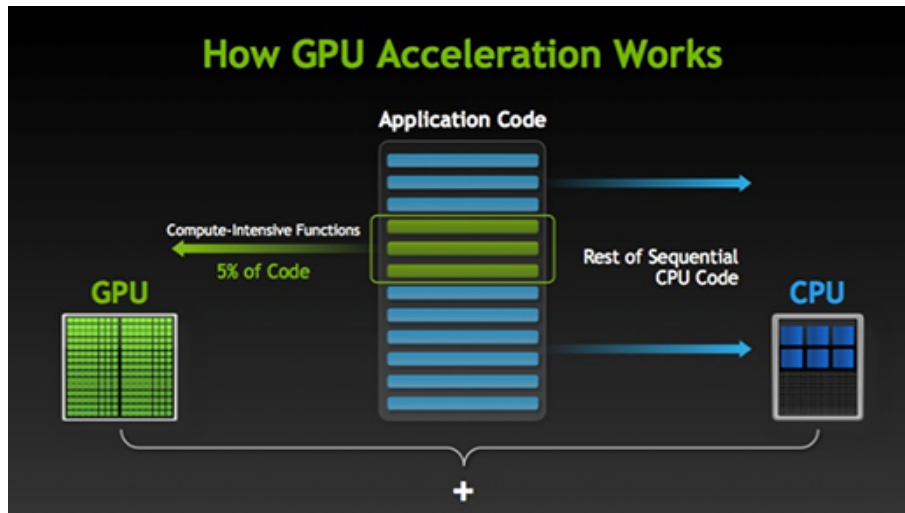 How GPU Acceleration Works
Application Code
Compute-Intensive Functions
5% of Code
Rest of Sequential
CPU Code
GPU
CPU
+